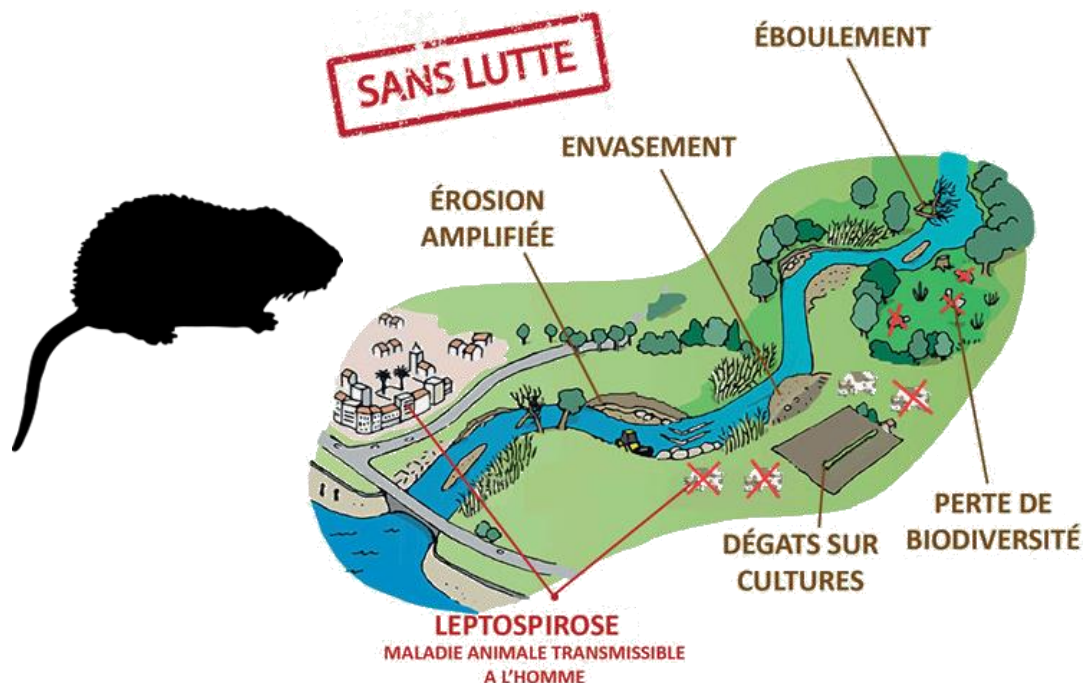 SANS LUTTE
ÉBOULEMENT
ENVASEMENT
ÉROSION
AMPLIFIÉE
PERTE DE
BIODIVERSITÉ
DÉGATS SUR
CULTURES
LEPTOSPIROSE
MALADIE ANIMALE TRANSMISSIBLE
A L'HOMME